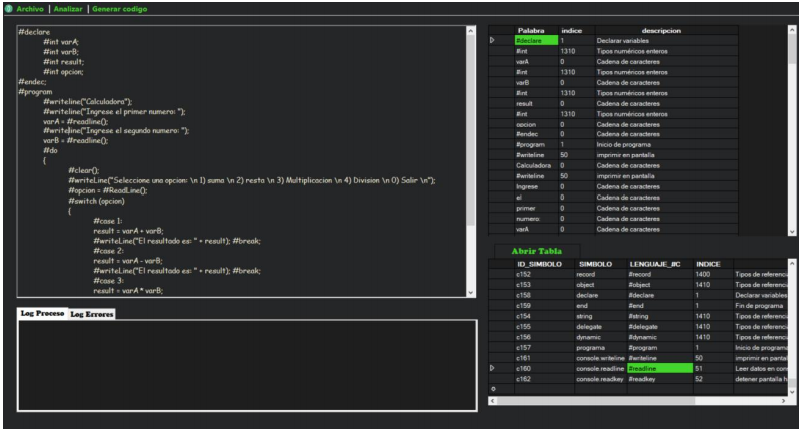 Archivo | Analizar | Generar codigo
#declare
#int varA;
#int varB;
#int result;
#int opcion;
#endec;
#program
#writeline("Calculadora");
#writeline("Ingrese el primer numero: ");
varA = #readline();
#writeline("Ingrese el segundo numero: ");
varB = #readline();
#do
{
#clear();
#writeLine("Seleccione una opcion: \n 1) suma \n 2) resta \n 3) Multiplicacion \n 4) Division \n 0) Salir \n");
#opcion = #ReadLine();
#switch (opcion)
{
#case 1:
result = varA + varB;
#writeLine("El resultado es: " + result); #break;
#case 2:
result = varA - varB;
#writeLine("El resultado es: " + result); #break;
#case 3:
result = varA * varB;
Log Proceso Log Errores
Palabra indice descripcion
#declare 1 Declarar variables
#int 1310 Tipos numéricos enteros
varA 0 Cadena de caracteres
#int 1310 Tipos numéricos enteros
varB 0 Cadena de caracteres
#int 1310 Tipos numéricos enteros
result 0 Cadena de caracteres
#int 1310 Tipos numéricos enteros
opcion 0 Cadena de caracteres
#endec 0 Cadena de caracteres
#program 1 Inicio de programa
#writeline 50 imprimir en pantalla
Calculadora 0 Cadena de caracteres
#writeline 50 imprimir en pantalla
Ingrese 0 Cadena de caracteres
el 0 Cadena de caracteres
primer 0 Cadena de caracteres
numero: 0 Cadena de caracteres
varA 0 Cadena de caracteres
Abrir Tabla
ID_SIMBOLO SIMBOLO LENGUAJE_#C INDICE
c152 record #record 1400 Tipos de referencia
c153 object #object 1410 Tipos de referencia
c158 declare #declare 1 Declarar variables
c159 end #end 1 Fin de programa
c154 string #string 1410 Tipos de referencia
c155 delegate #delegate 1410 Tipos de referencia
c156 dynamic #dynamic 1410 Tipos de referencia
c157 programa #program 1 Inicio de programa
c161 console.writeline #writeline 50 imprimir en pantal
c160 console.readline #readline 51 Leer datos en con
c162 console.readkey #readkey 52 detener pantalla h